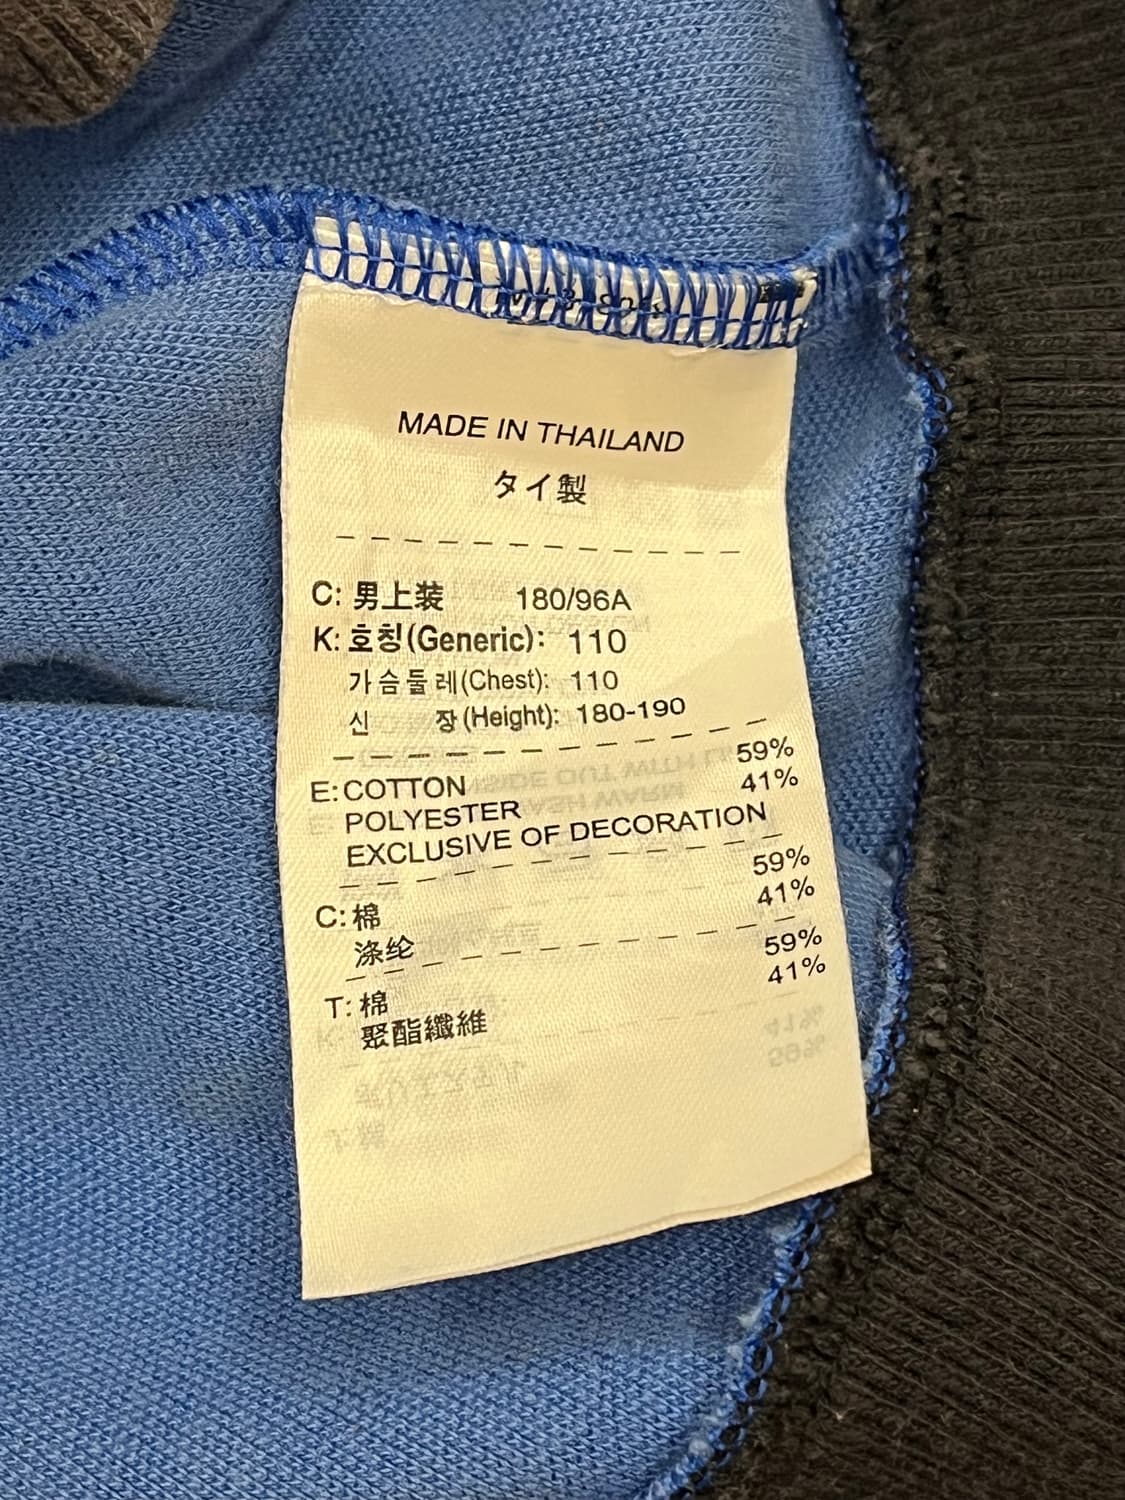 MADE IN THAILAND
タイ製
C: 男上装 180/96A
K: 호칭(Generic): 110
가슴둘레(Chest): 110
신 장(Height): 180-190
E: COTTON 59%
POLYESTER 41%
EXCLUSIVE OF DECORATION
C: 棉 59%
涤纶 41%
T: 棉 59%
聚酯纖維 41%